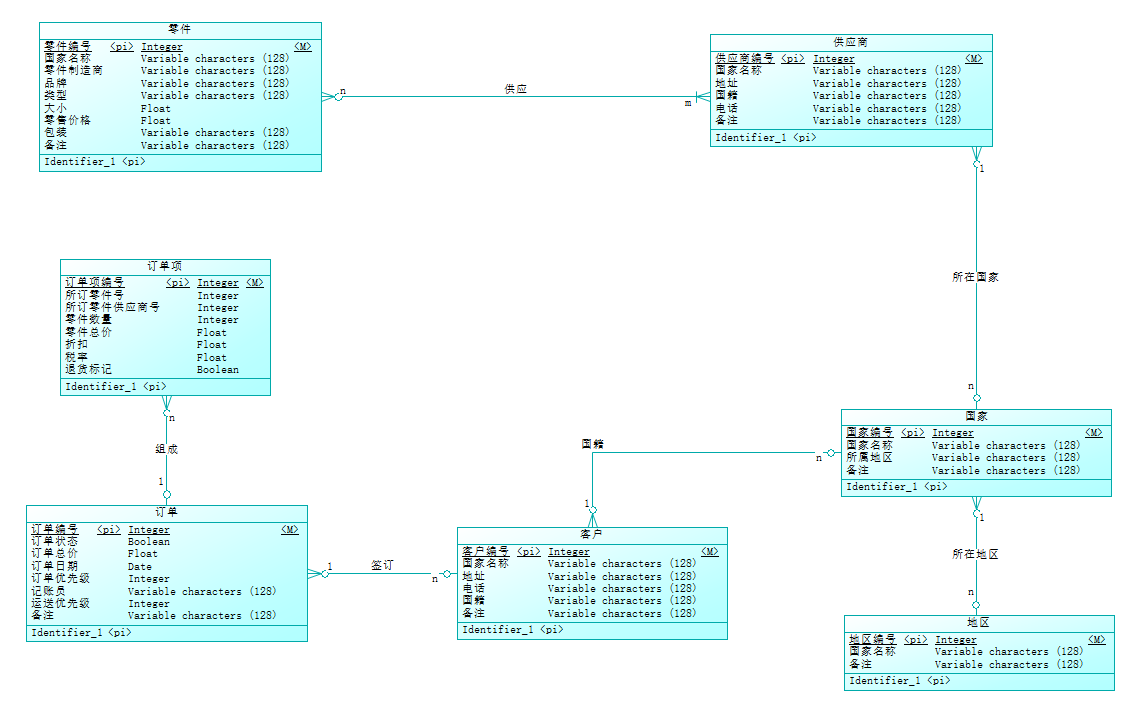 零件
零件编号 <pi> Integer <M>
国家名称 Variable characters (128)
零件制造商 Variable characters (128)
品牌 Variable characters (128)
类型 Variable characters (128)
大小 Float
零售价格 Float
包装 Variable characters (128)
备注 Variable characters (128)
Identifier_1 <pi>
n
供应
m
供应商
供应商编号 <pi> Integer <M>
国家名称 Variable characters (128)
地址 Variable characters (128)
国籍 Variable characters (128)
电话 Variable characters (128)
备注 Variable characters (128)
Identifier_1 <pi>
1
所在国家
n
订单项
订单项编号 <pi> Integer <M>
所订零件号 Integer
所订零件供应商号 Integer
零件数量 Integer
零件总价 Float
折扣 Float
税率 Float
退货标记 Boolean
Identifier_1 <pi>
n
组成
1
国家
国家编号 <pi> Integer <M>
国家名称 Variable characters (128)
所属地区 Variable characters (128)
备注 Variable characters (128)
Identifier_1 <pi>
国籍
n
1
订单
订单编号 <pi> Integer <M>
订单状态 Boolean
订单总价 Float
订单日期 Date
订单优先级 Integer
记账员 Variable characters (128)
运送优先级 Integer
备注 Variable characters (128)
Identifier_1 <pi>
1
签订
n
客户
客户编号 <pi> Integer <M>
国家名称 Variable characters (128)
地址 Variable characters (128)
电话 Variable characters (128)
国籍 Variable characters (128)
备注 Variable characters (128)
Identifier_1 <pi>
1
所在地区
n
地区
地区编号 <pi> Integer <M>
国家名称 Variable characters (128)
备注 Variable characters (128)
Identifier_1 <pi>